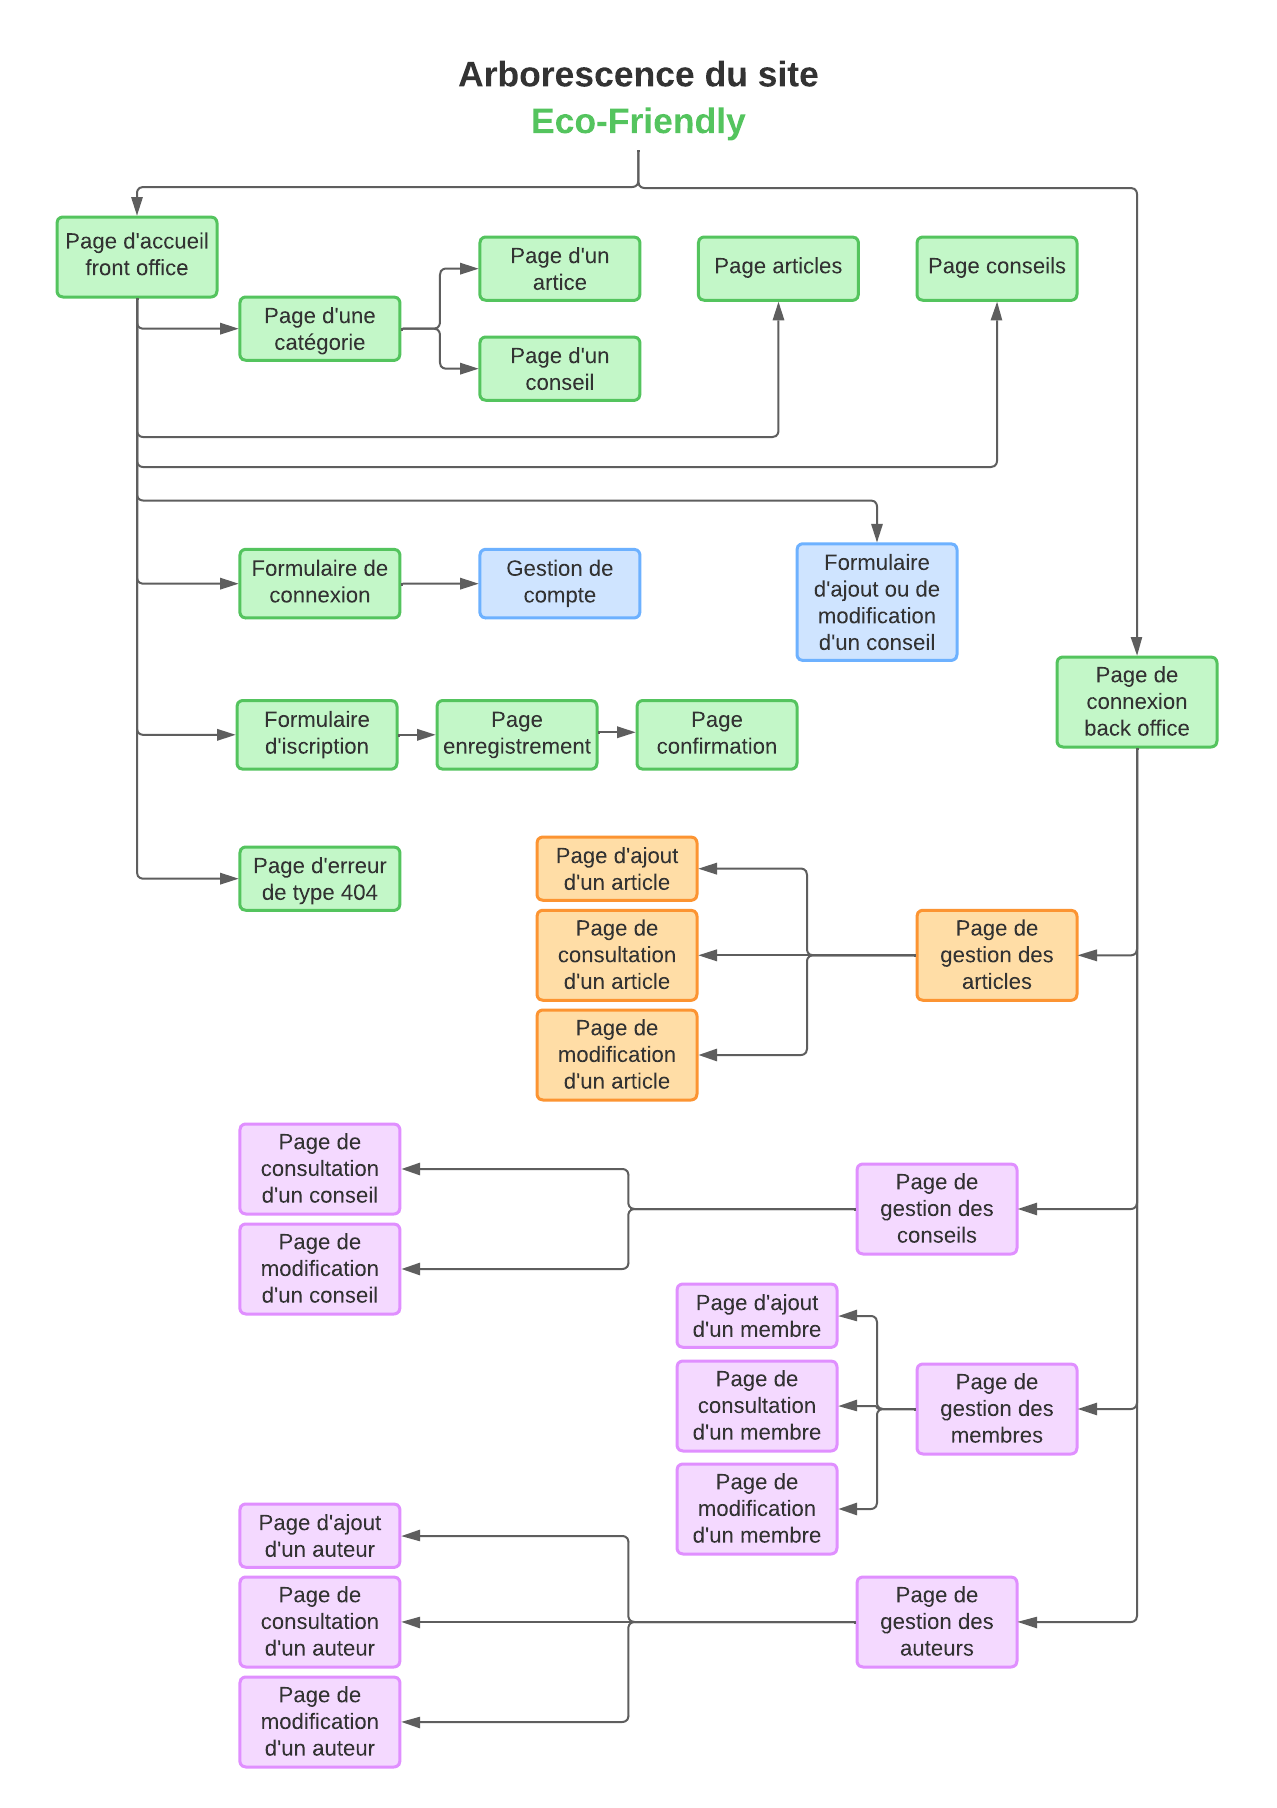 Arborescence du site
Eco-Friendly
Page d'accueil
front office
Page d'une
catégorie
Page d'un
artice
Page d'un
conseil
Page articles
Page conseils
Formulaire de
connexion
Gestion de
compte
Formulaire
d'ajout ou de
modification
d'un conseil
Page de
connexion
back office
Formulaire
d'iscription
Page
enregistrement
Page
confirmation
Page d'erreur
de type 404
Page d'ajout
d'un article
Page de
consultation
d'un article
Page de
modification
d'un article
Page de
gestion des
articles
Page de
consultation
d'un conseil
Page de
modification
d'un conseil
Page de
gestion des
conseils
Page d'ajout
d'un membre
Page de
consultation
d'un membre
Page de
modification
d'un membre
Page de
gestion des
membres
Page d'ajout
d'un auteur
Page de
consultation
d'un auteur
Page de
modification
d'un auteur
Page de
gestion des
auteurs